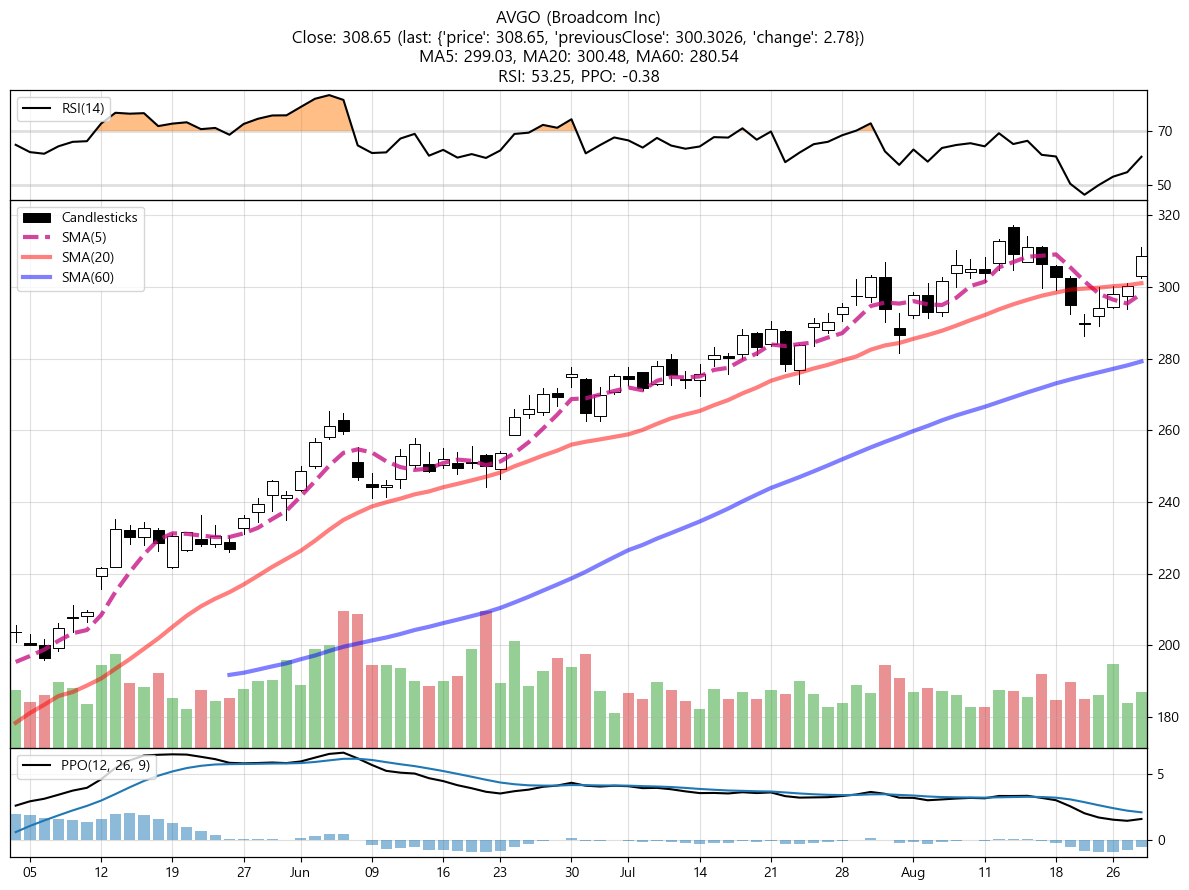 AVGO (Broadcom Inc)
Close: 308.65 (last: {'price': 308.65, 'previousClose': 300.3026, 'change': 2.78})
MA5: 299.03, MA20: 300.48, MA60: 280.54
RSI: 53.25, PPO: -0.38
RSI(14)
70
50
Candlesticks
SMA(5)
SMA(20)
SMA(60)
320
300
280
260
240
220
200
180
PPO(12, 26, 9)
5
0
05 12 19 27 Jun 09 16 23 30 Jul 14 21 28 Aug 11 18 26